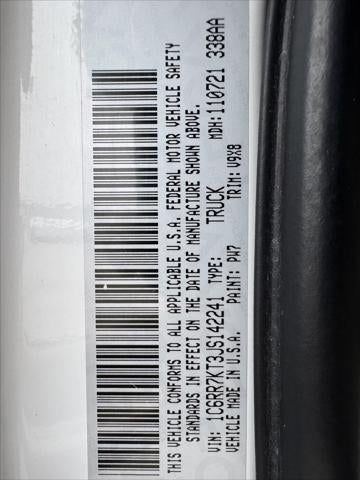 THIS VEHICLE CONFORMS TO ALL APPLICABLE U.S.A. FEDERAL MOTOR VEHICLE SAFETY
STANDARDS IN EFFECT ON THE DATE OF MANUFACTURE SHOWN ABOVE.
VIN: 1C6RR7KT3JS142241 TYPE: TRUCK MDH:110721 338AA
VEHICLE MADE IN U.S.A. PAINT: PW7 TRIM: V9X8